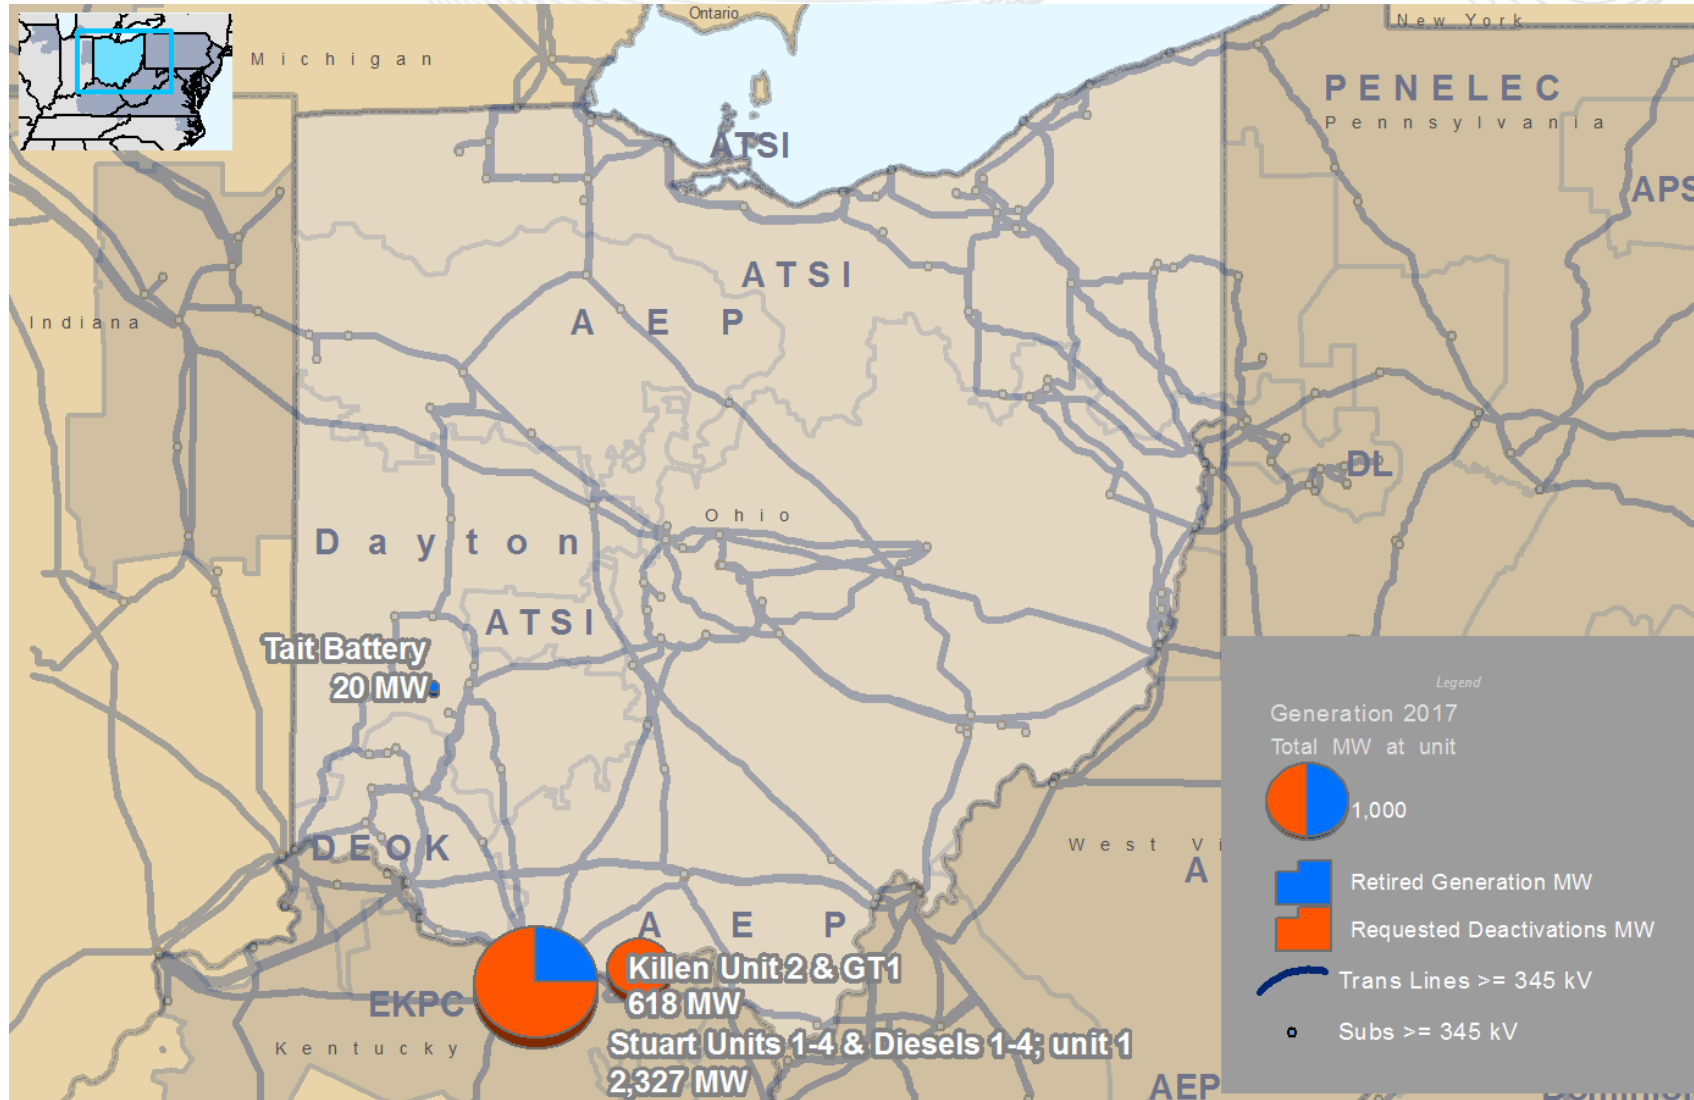 Ontario
New York
Michigan
PENELEC
Pennsylvania
ATSI
APS
ATSI
Indiana
A E P
DL
Ohio
Dayton
ATSI
Tait Battery
20 MW
Legend
Generation 2017
Total MW at unit
1,000
DEOK
West Vi
A
Retired Generation MW
A E P
Requested Deactivations MW
Killen Unit 2 & GT1
618 MW
EKPC
Trans Lines >= 345 kV
Kentucky
Stuart Units 1-4 & Diesels 1-4; unit 1
2,327 MW
Subs >= 345 kV
AEP